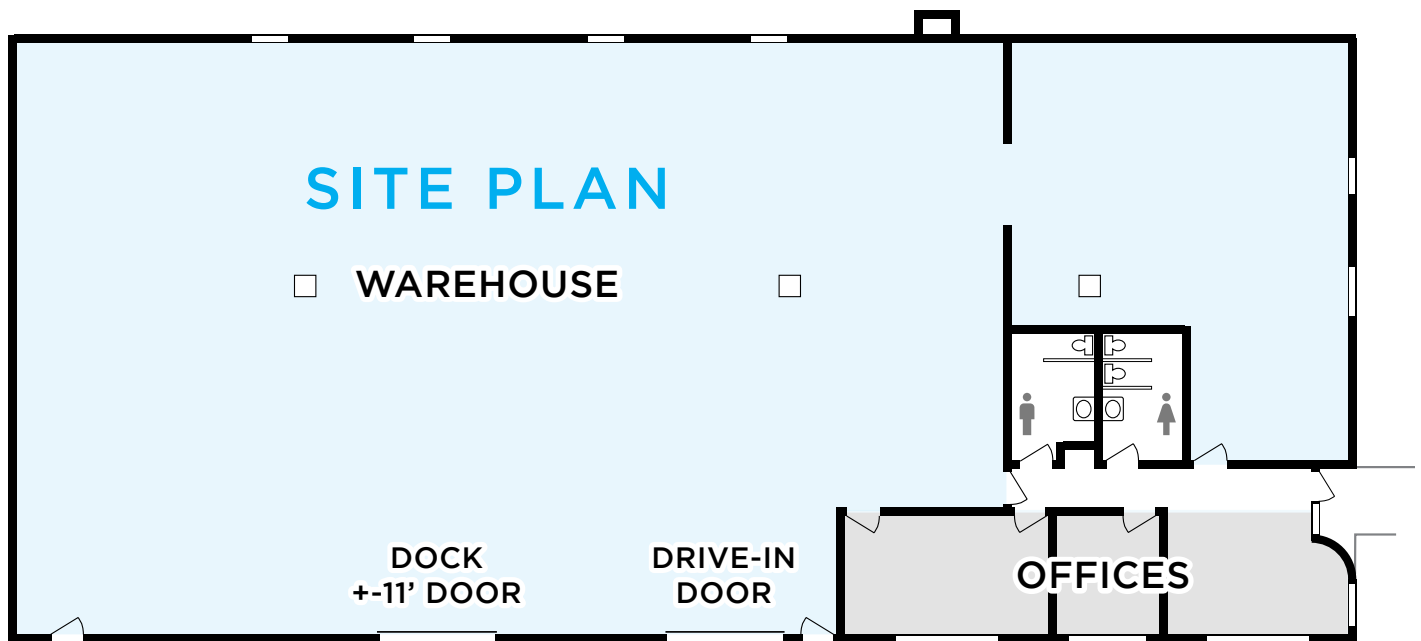 SITE PLAN
WAREHOUSE
DOCK
+-11’ DOOR
DRIVE-IN
DOOR
OFFICES